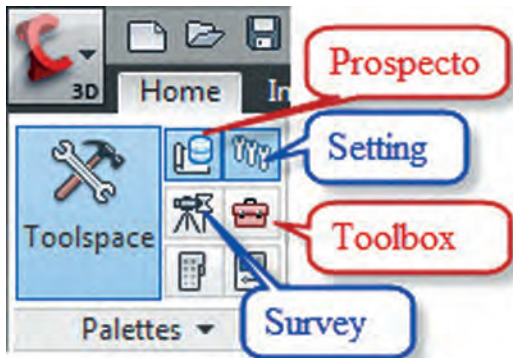 3D
Home
In
Prospecto
Setting
Toolspace
Toolbox
Survey
Palettes